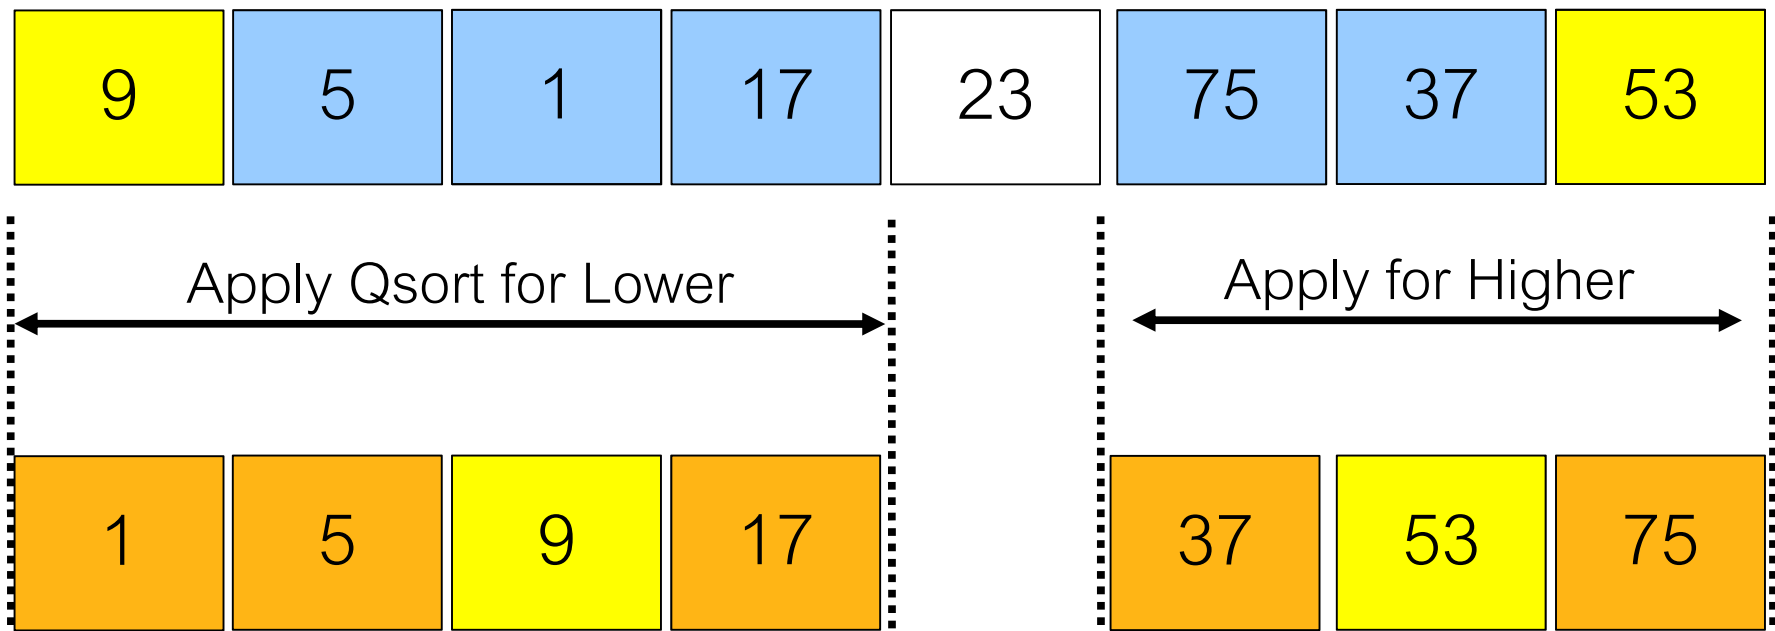 9 5 1 17 23 75 37 53
Apply Qsort for Lower
Apply for Higher
1 5 9 17 37 53 75